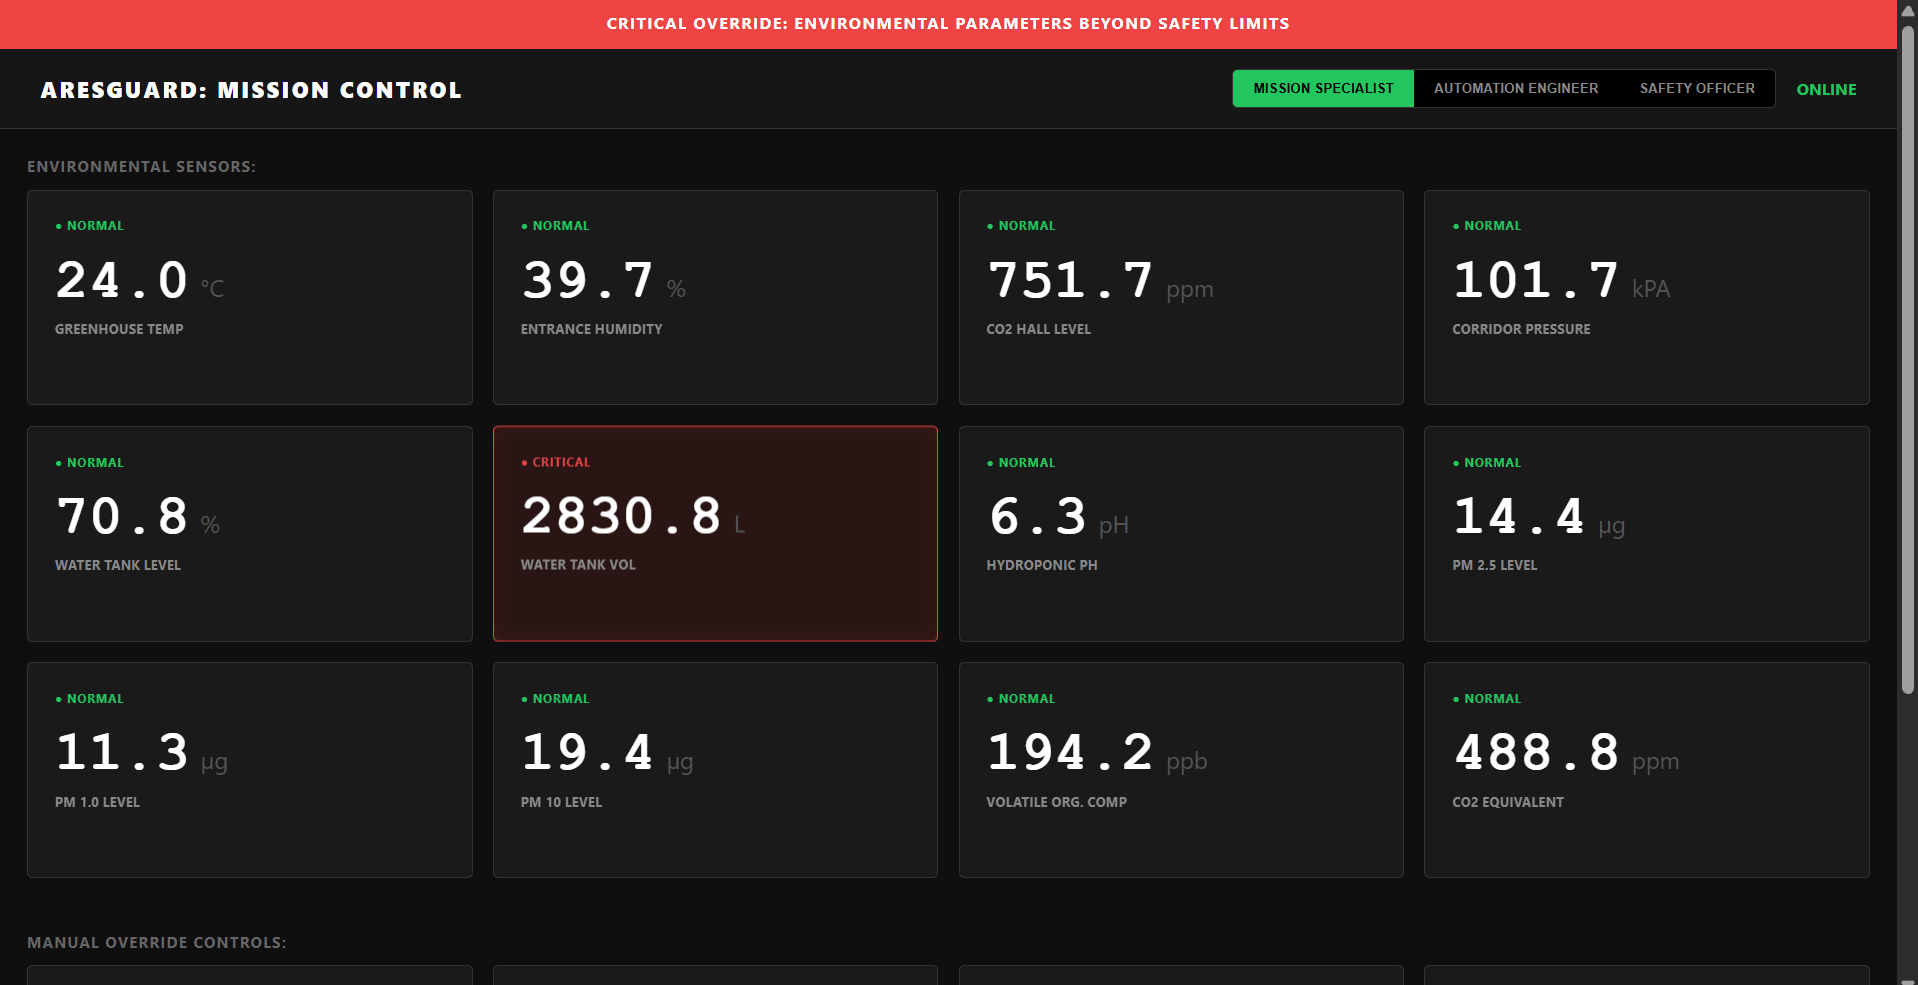 CRITICAL OVERRIDE: ENVIRONMENTAL PARAMETERS BEYOND SAFETY LIMITS
ARESGUARD: MISSION CONTROL
MISSION SPECIALIST
AUTOMATION ENGINEER
SAFETY OFFICER
ONLINE
ENVIRONMENTAL SENSORS:
• NORMAL
24.0 °C
GREENHOUSE TEMP
• NORMAL
39.7 %
ENTRANCE HUMIDITY
• NORMAL
751.7 ppm
CO2 HALL LEVEL
• NORMAL
101.7 kPA
CORRIDOR PRESSURE
• NORMAL
70.8 %
WATER TANK LEVEL
• CRITICAL
2830.8 L
WATER TANK VOL
• NORMAL
6.3 pH
HYDROPONIC PH
• NORMAL
14.4 µg
PM 2.5 LEVEL
• NORMAL
11.3 µg
PM 1.0 LEVEL
• NORMAL
19.4 µg
PM 10 LEVEL
• NORMAL
194.2 ppb
VOLATILE ORG. COMP
• NORMAL
488.8 ppm
CO2 EQUIVALENT
MANUAL OVERRIDE CONTROLS: